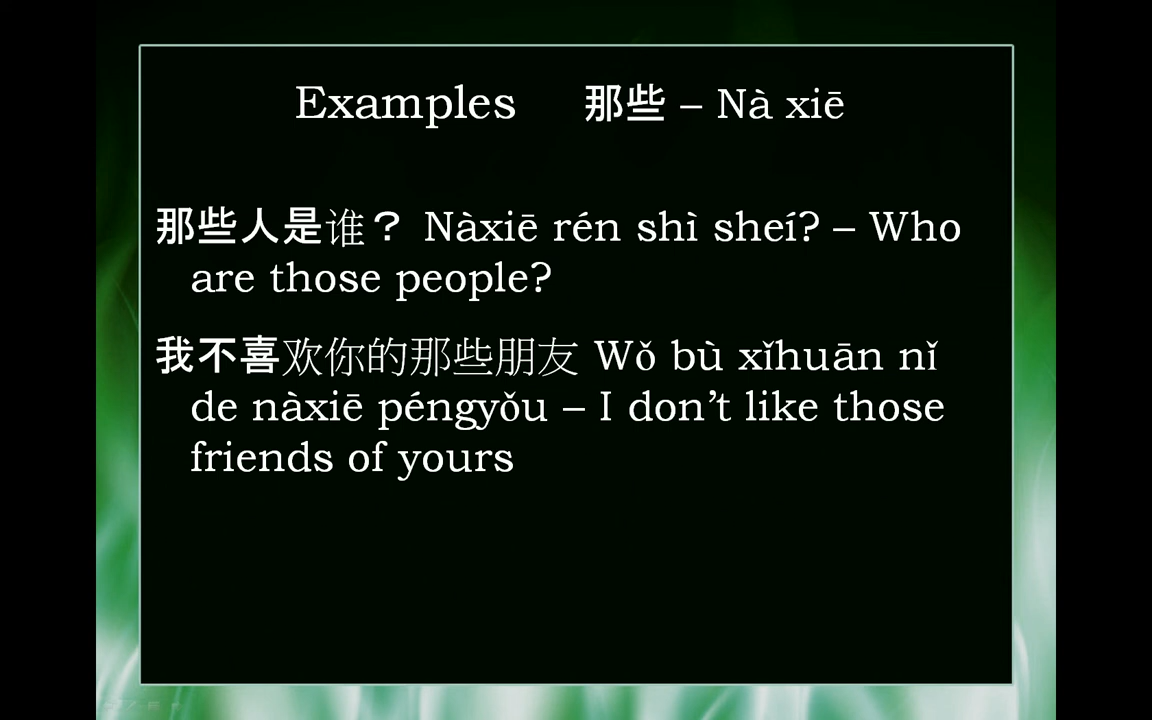 Examples 那些 – Nà xiē
那些人是谁？ Nàxiē rén shì sheí? – Who
are those people?
我不喜欢你的那些朋友 Wǒ bù xǐhuān nǐ
de nàxiē péngyǒu – I don’t like those
friends of yours